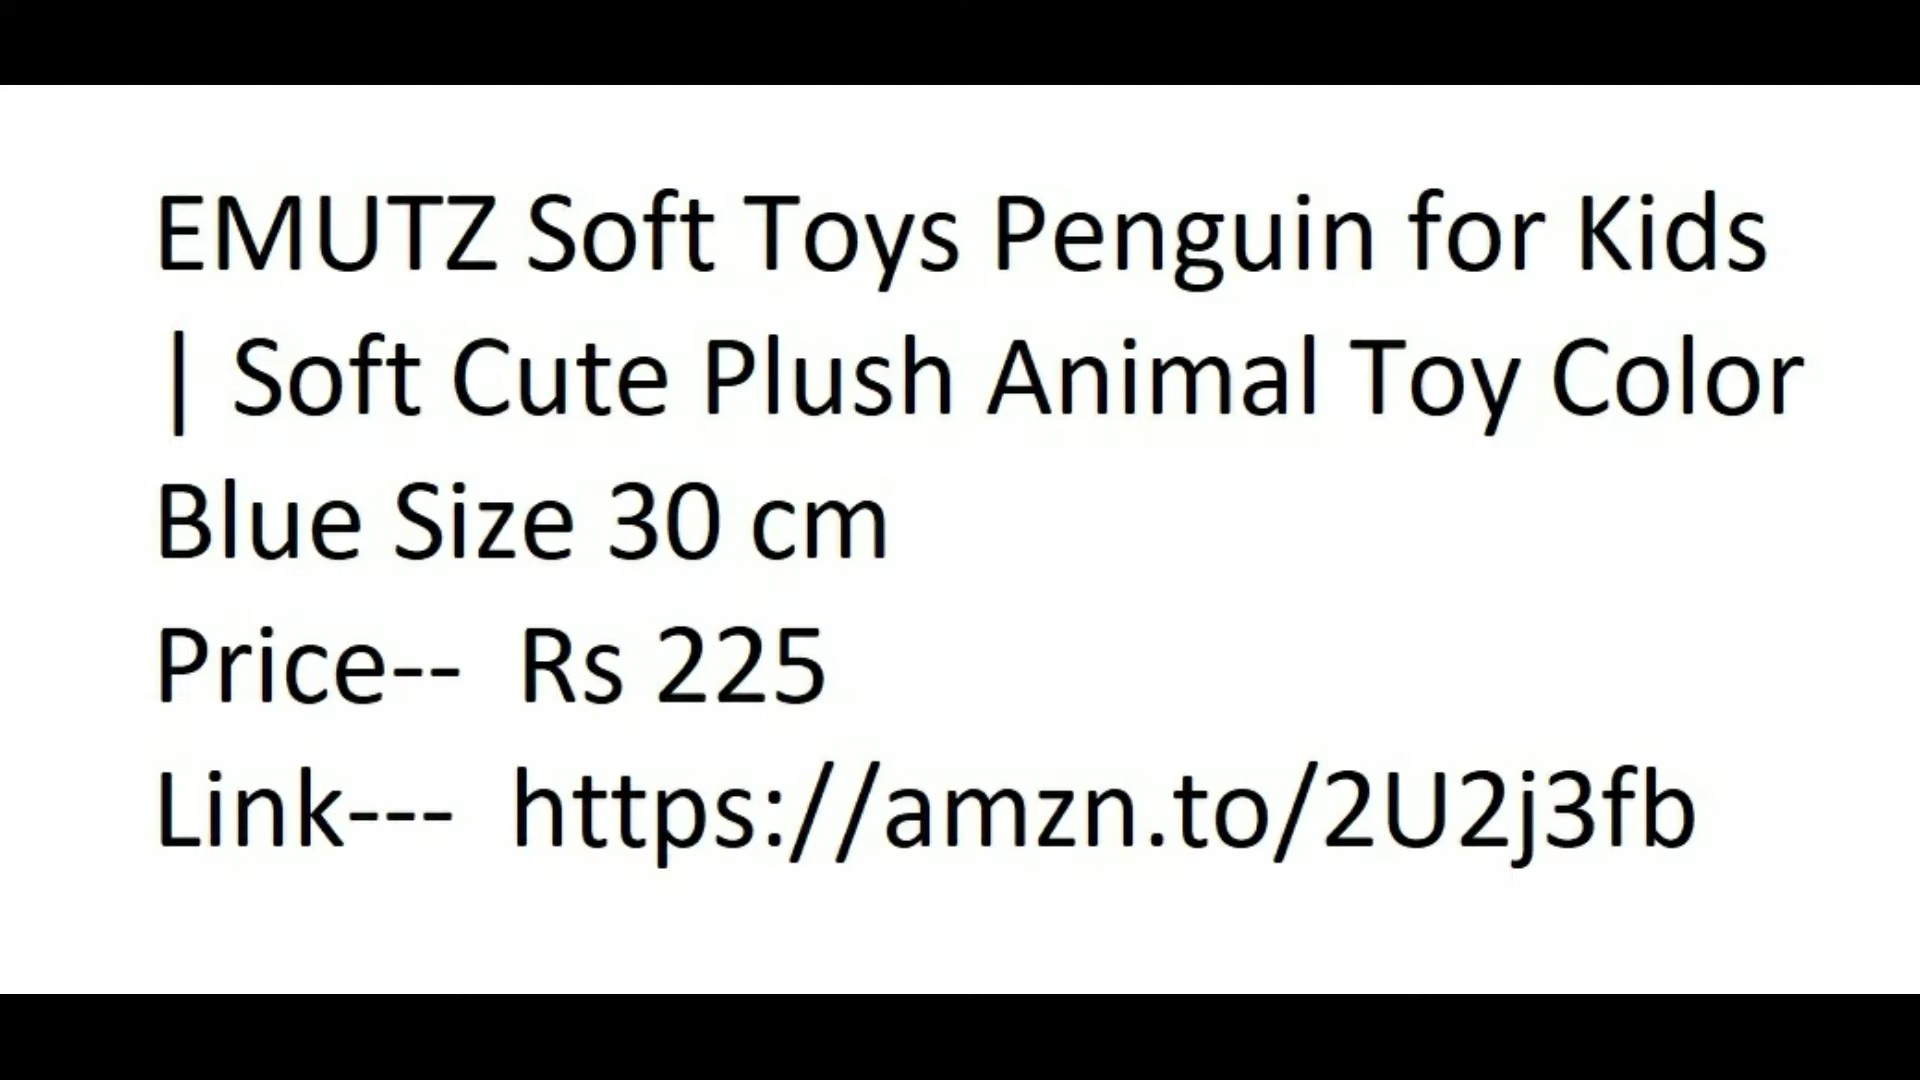 EMUTZ Soft Toys Penguin for Kids
| Soft Cute Plush Animal Toy Color
Blue Size 30 cm
Price--  Rs 225
Link---  https://amzn.to/2U2j3fb